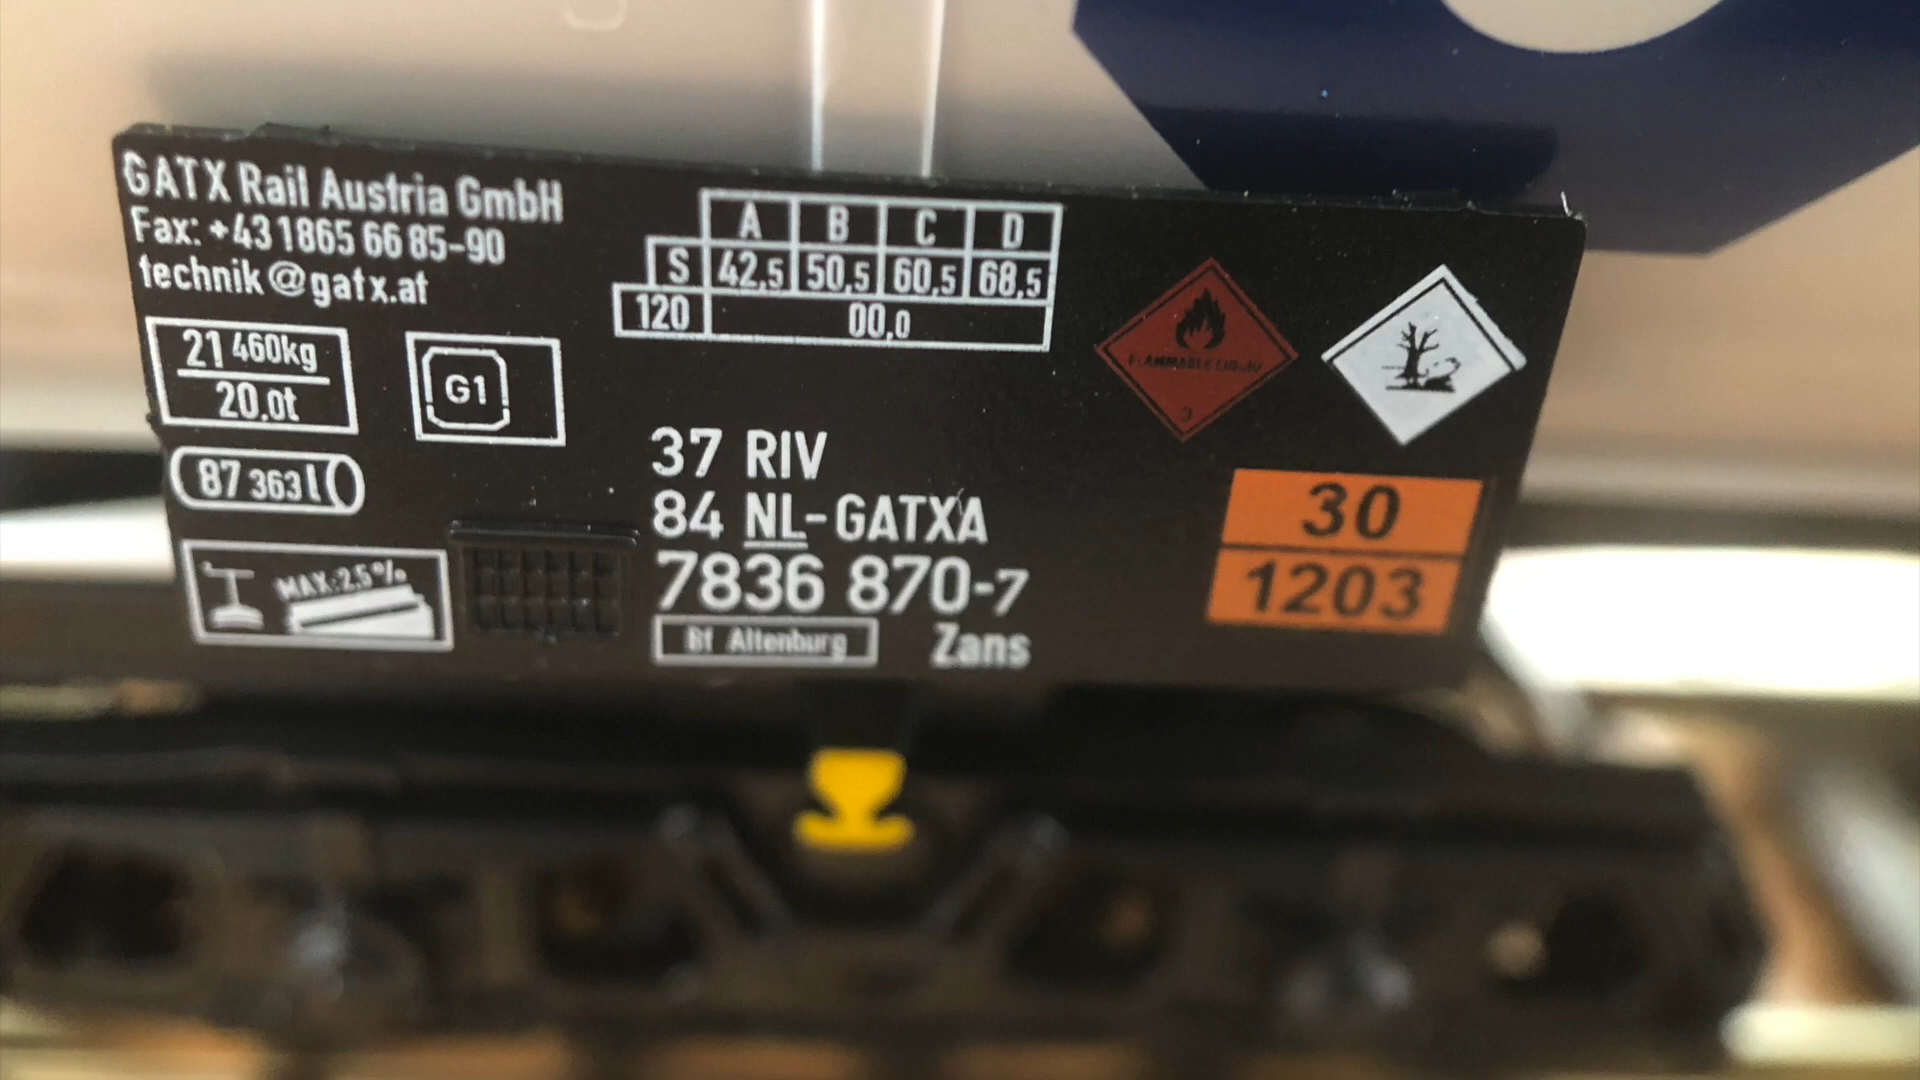 GATX Rail Austria GmbH
Fax: +43 1865 66 85-90
technik@gatx.at
A B C D
S 42,5 50,5 60,5 68,5
120 00,0
21 460kg
20,0t
G1
87 363 l
MAX: 2.5%
37 RIV
84 NL-GATXA
7836 870-7
Bf Altenburg
Zans
FLAMMABLE LIQUID
3
30
1203